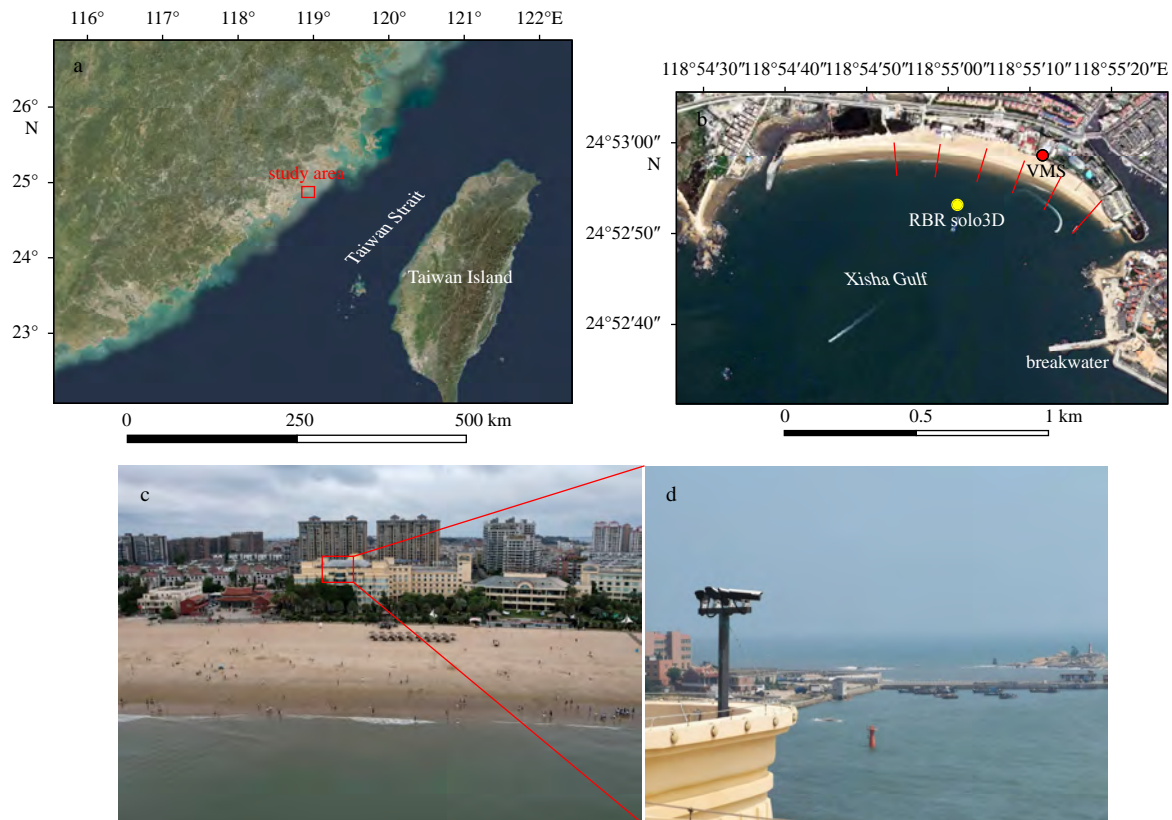 116° 117° 118° 119° 120° 121° 122°E
a
26°
N
25°
24°
23°
study area
Taiwan Strait
Taiwan Island
0 250 500 km
118°54′30″ 118°54′40″ 118°54′50″ 118°55′00″ 118°55′10″ 118°55′20″
b
24°53′00″
N
24°52′50″
24°52′40″
VMS
RBR solo3D
Xisha Gulf
breakwater
0 0.5 1 km
c
d